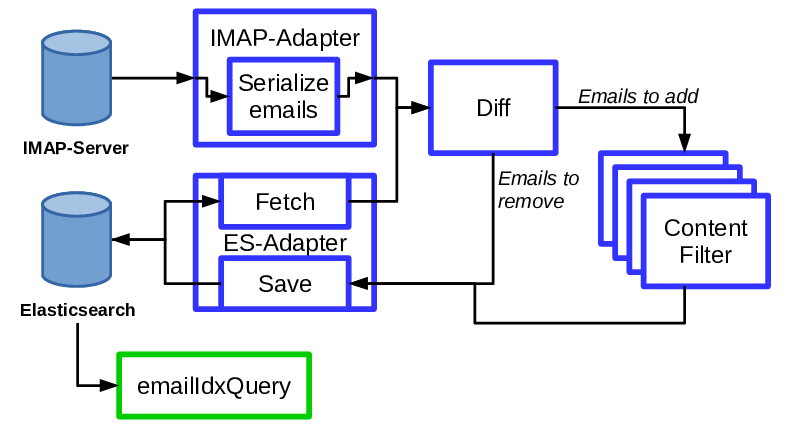 IMAP-Adapter
Serialize
emails
IMAP-Server
Diff
Emails to add
Emails to
remove
Content
Filter
Fetch
ES-Adapter
Save
Elasticsearch
emailIdxQuery